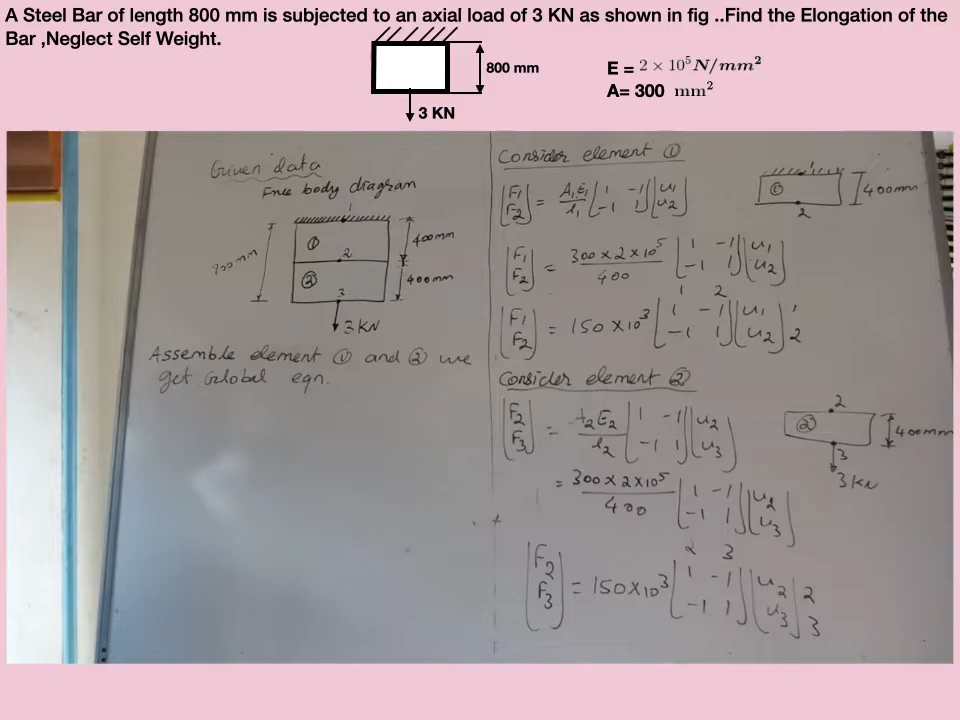 A Steel Bar of length 800 mm is subjected to an axial load of 3 KN as shown in fig ..Find the Elongation of the
Bar ,Neglect Self Weight.
800 mm
3 KN
E = 2 × 10⁵ N/mm²
A= 300 mm²
Given data
Free body diagram
1
①
2
②
3
400mm
400mm
3KN
Assemble element ① and ② we
get Global eqn.
Consider element ①
[F1 F2] = A1E1/l1 [1 -1 -1 1] [u1 u2]
1
①
2
400mm
[F1 F2] = 300×2×10⁵/400 [1 -1 -1 1] [u1 u2]
1 2
[F1 F2] = 150×10³ [1 -1 -1 1] [u1 u2] 1 2
Consider element ②
[F2 F3] = A2E2/l2 [1 -1 -1 1] [u2 u3]
2
②
3
400mm
3KN
= 300×2×10⁵/400 [1 -1 -1 1] [u2 u3]
2 3
[F2 F3] = 150×10³ [1 -1 -1 1] [u2 u3] 2 3